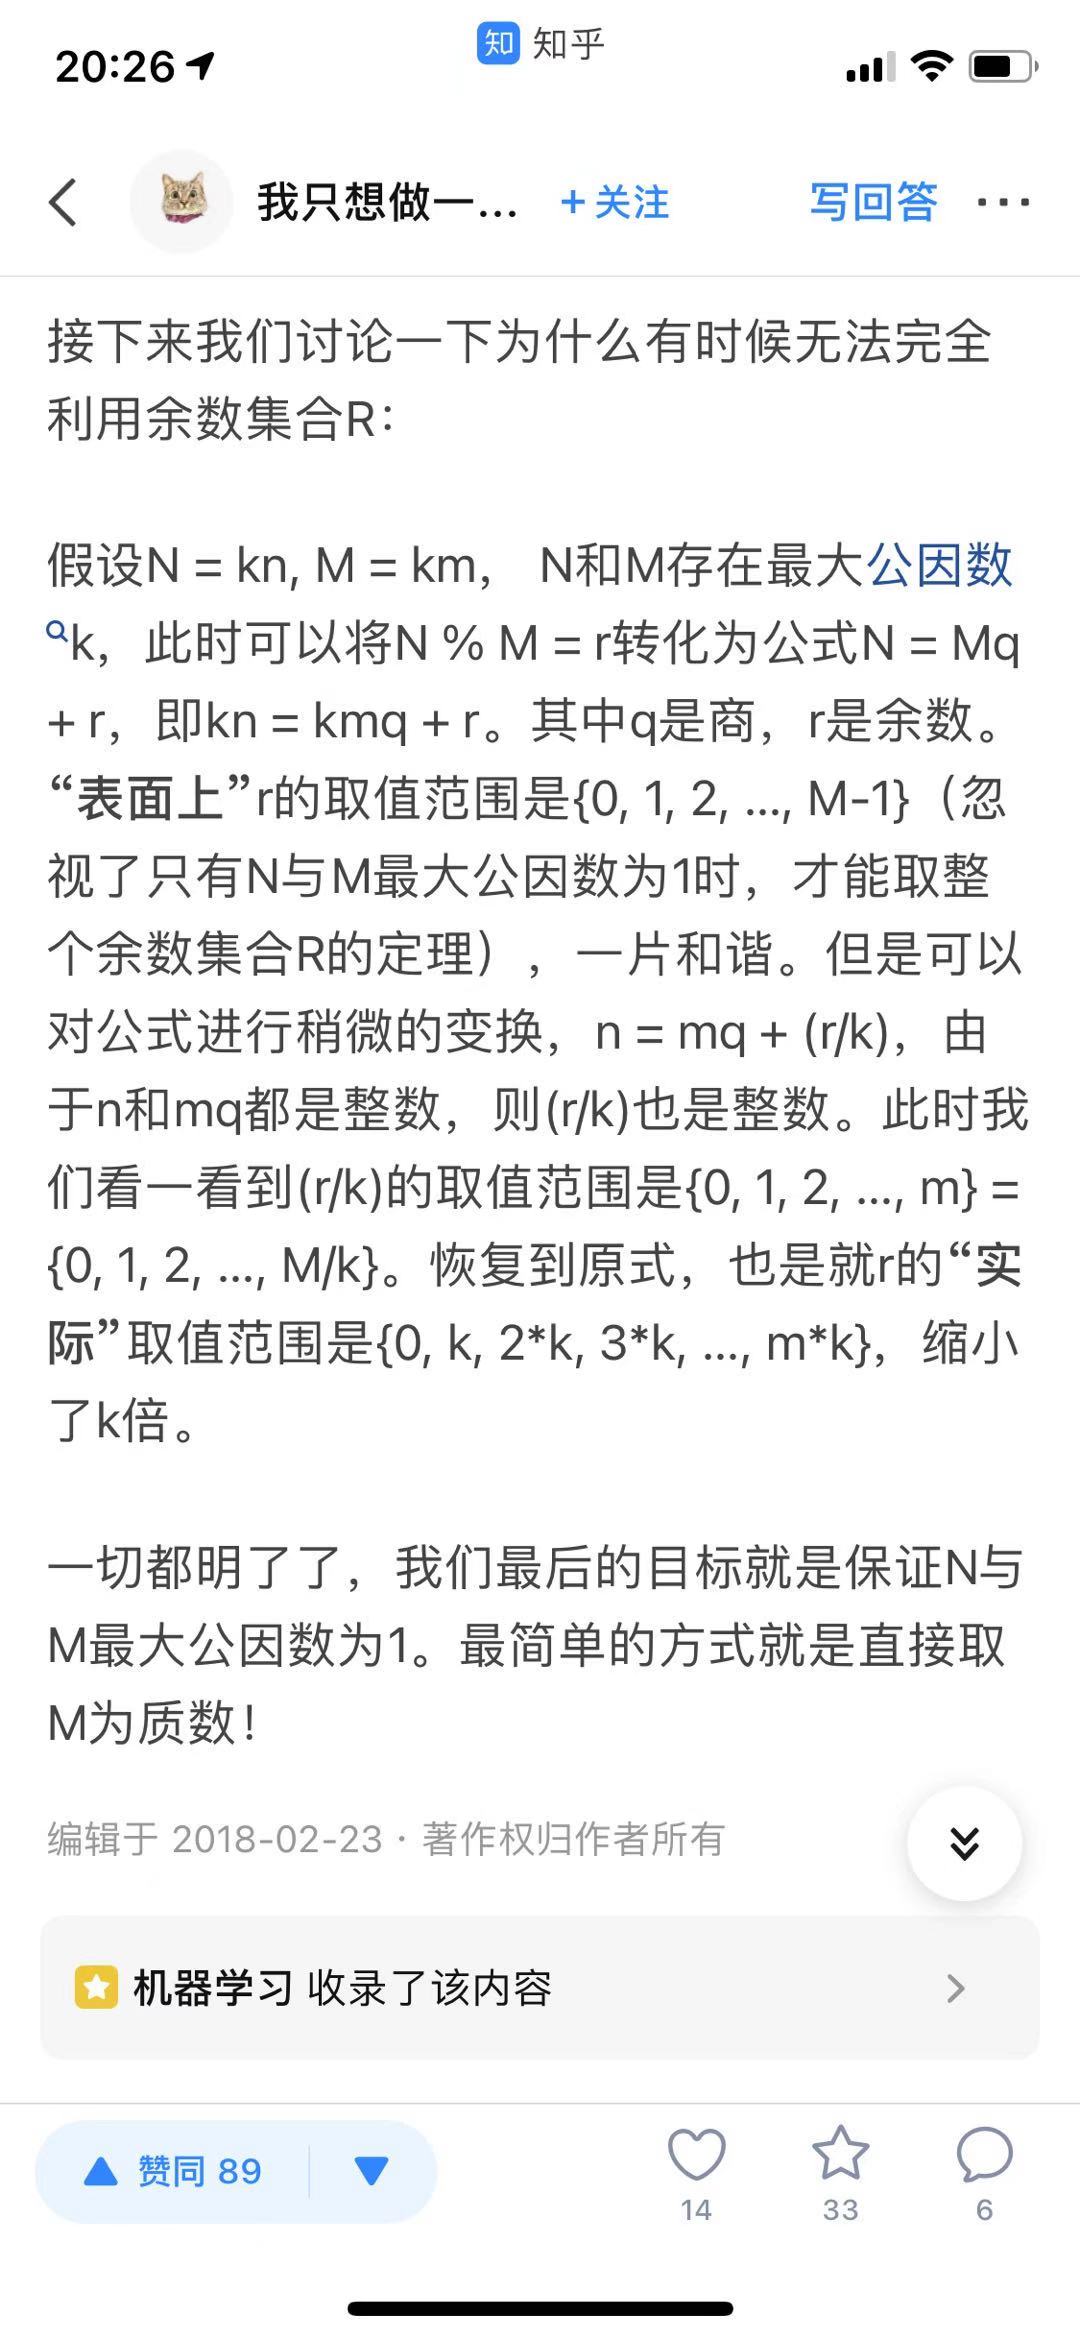 20:26
知 知乎
我只想做一... +关注 写回答 ···
接下来我们讨论一下为什么有时候无法完全
利用余数集合R：
假设N = kn, M = km， N和M存在最大公因数
k，此时可以将N % M = r转化为公式N = Mq
+ r，即kn = kmq + r。其中q是商，r是余数。
“表面上”r的取值范围是{0, 1, 2, ..., M-1}（忽
视了只有N与M最大公因数为1时，才能取整
个余数集合R的定理），一片和谐。但是可以
对公式进行稍微的变换，n = mq + (r/k)，由
于n和mq都是整数，则(r/k)也是整数。此时我
们看一看到(r/k)的取值范围是{0, 1, 2, ..., m} =
{0, 1, 2, ..., M/k}。恢复到原式，也是就r的“实
际”取值范围是{0, k, 2*k, 3*k, ..., m*k}，缩小
了k倍。
一切都明了了，我们最后的目标就是保证N与
M最大公因数为1。最简单的方式就是直接取
M为质数！
编辑于 2018-02-23 · 著作权归作者所有
机器学习 收录了该内容
赞同 89
14 33 6